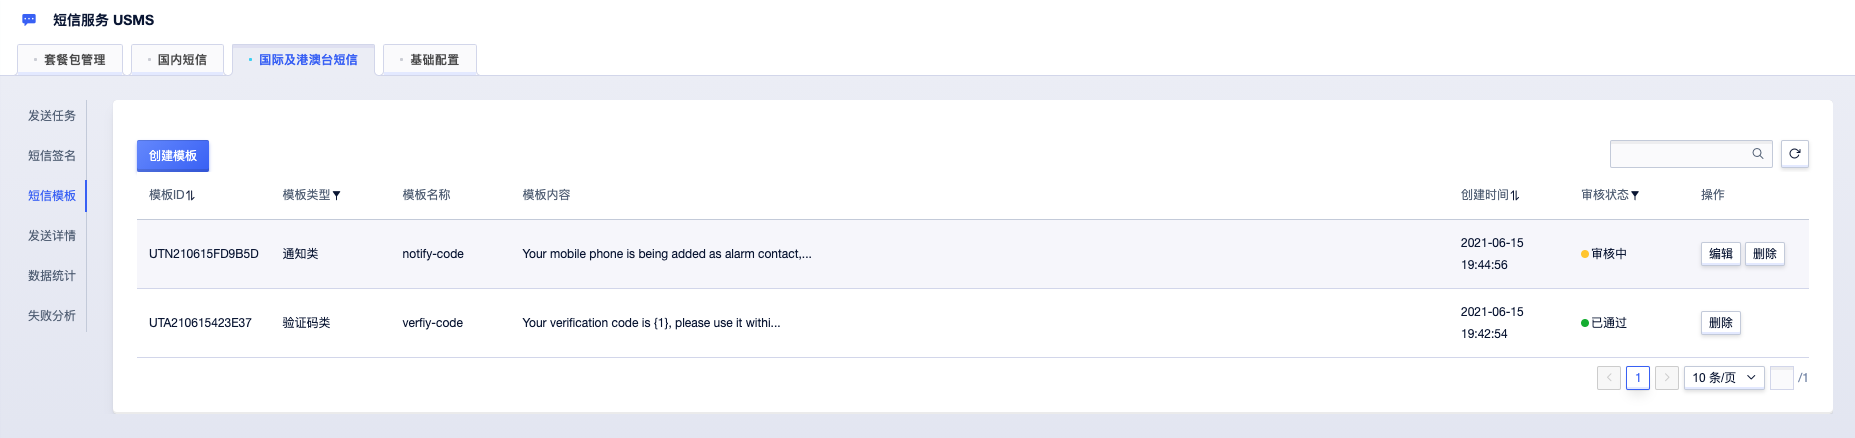 短信服务 USMS
套餐包管理
国内短信
国际及港澳台短信
基础配置
发送任务
短信签名
短信模板
发送详情
数据统计
失败分析
创建模板
模板ID 模板类型 模板名称 模板内容 创建时间 审核状态 操作
UTN210615FD9B5D 通知类 notify-code Your mobile phone is being added as alarm contact,... 2021-06-15 19:44:56 审核中 编辑 删除
UTA210615423E37 验证码类 verfiy-code Your verification code is {1}, please use it withi... 2021-06-15 19:42:54 已通过 删除
1 10 条/页 /1